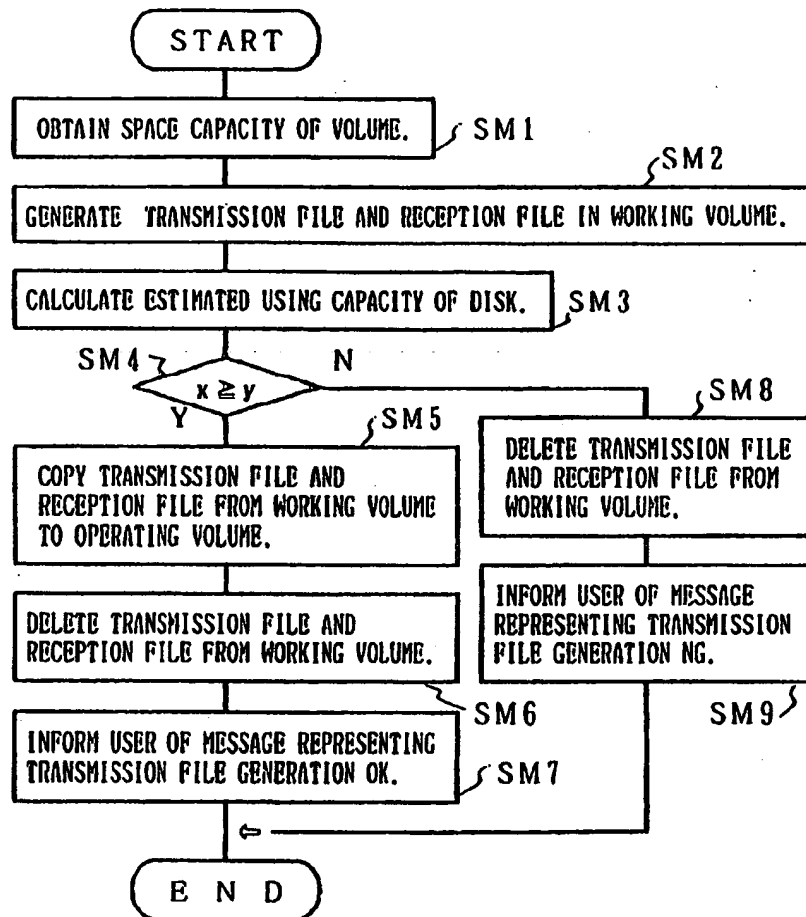 START
OBTAIN SPACE CAPACITY OF VOLUME.
SM1
SM2
GENERATE TRANSMISSION FILE AND RECEPTION FILE IN WORKING VOLUME.
CALCULATE ESTIMATED USING CAPACITY OF DISK.
SM3
SM4
N
x ≧ y
Y
SM5
COPY TRANSMISSION FILE AND
RECEPTION FILE FROM WORKING VOLUME
TO OPERATING VOLUME.
SM8
DELETE TRANSMISSION FILE
AND RECEPTION FILE FROM
WORKING VOLUME.
DELETE TRANSMISSION FILE AND
RECEPTION FILE FROM WORKING VOLUME.
SM6
INFORM USER OF MESSAGE
REPRESENTING TRANSMISSION
FILE GENERATION NG.
SM9
INFORM USER OF MESSAGE REPRESENTING
TRANSMISSION FILE GENERATION OK.
SM7
END